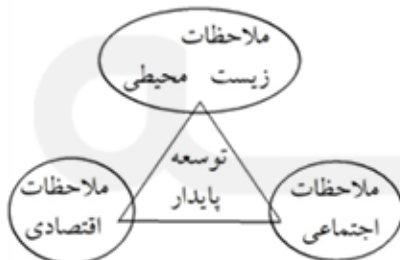 ملاحظات
زیست محیطی
توسعه
پایدار
ملاحظات
اجتماعی
ملاحظات
اقتصادی